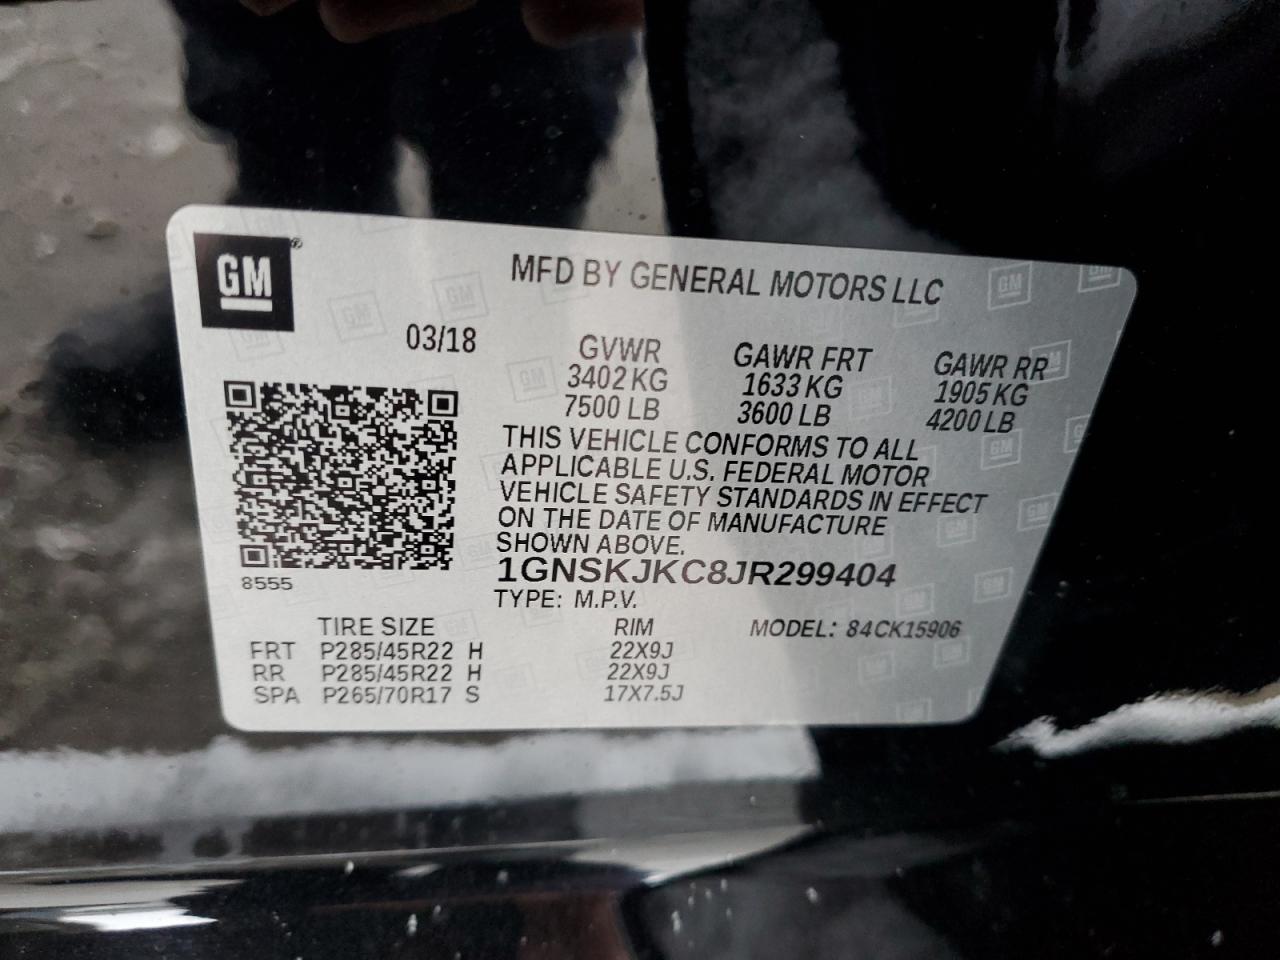 GM®
MFD BY GENERAL MOTORS LLC
03/18
GVWR GAWR FRT GAWR RR
3402 KG 1633 KG 1905 KG
7500 LB 3600 LB 4200 LB
THIS VEHICLE CONFORMS TO ALL
APPLICABLE U.S. FEDERAL MOTOR
VEHICLE SAFETY STANDARDS IN EFFECT
ON THE DATE OF MANUFACTURE
SHOWN ABOVE.
8555
1GNSKJKC8JR299404
TYPE: M.P.V.
TIRE SIZE RIM MODEL: 84CK15906
FRT P285/45R22 H 22X9J
RR P285/45R22 H 22X9J
SPA P265/70R17 S 17X7.5J